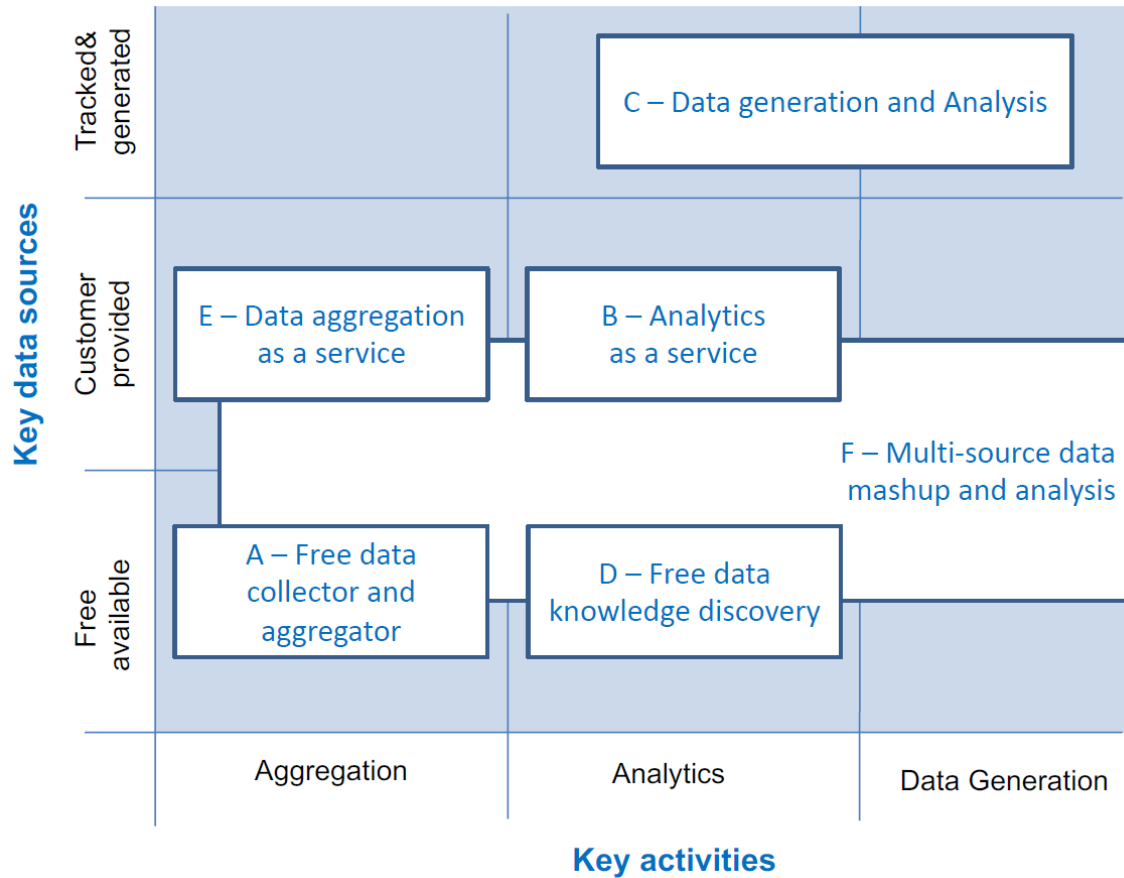 Key data sources
Tracked&
generated
Customer
provided
Free
available
C – Data generation and Analysis
E – Data aggregation
as a service
B – Analytics
as a service
F – Multi-source data
mashup and analysis
A – Free data
collector and
aggregator
D – Free data
knowledge discovery
Aggregation
Analytics
Data Generation
Key activities